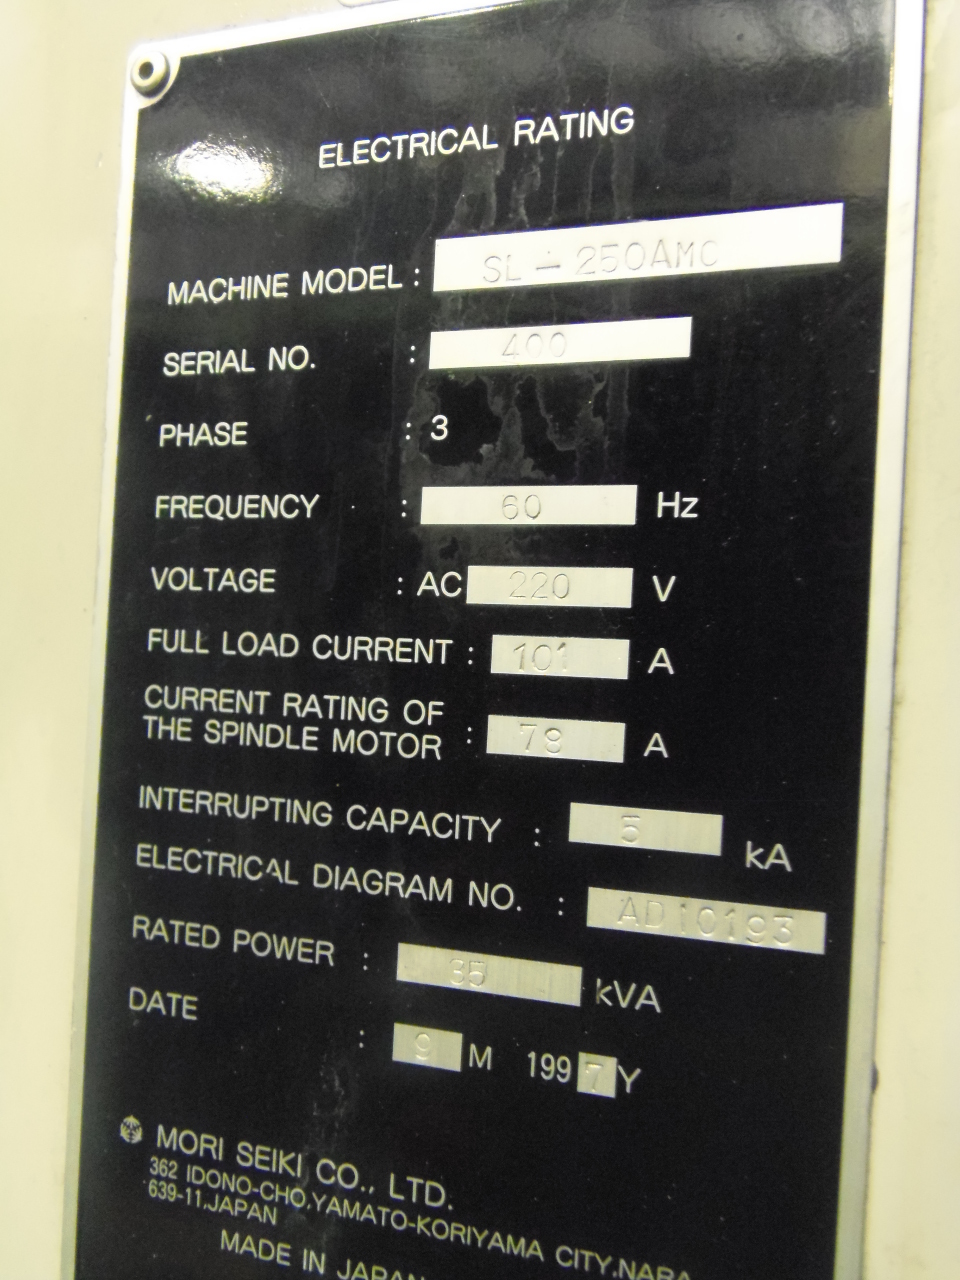 ELECTRICAL RATING
MACHINE MODEL : SL-250AMC
SERIAL NO. : 400
PHASE : 3
FREQUENCY : 60 Hz
VOLTAGE : AC 220 V
FULL LOAD CURRENT : 101 A
CURRENT RATING OF
THE SPINDLE MOTOR : 78 A
INTERRUPTING CAPACITY : 5 kA
ELECTRICAL DIAGRAM NO. : AD10193
RATED POWER : 35 kVA
DATE : 9 M 1997 Y
MORI SEIKI CO., LTD.
362 IDONO-CHO,YAMATO-KORIYAMA CITY,NARA
639-11,JAPAN
MADE IN JAPAN